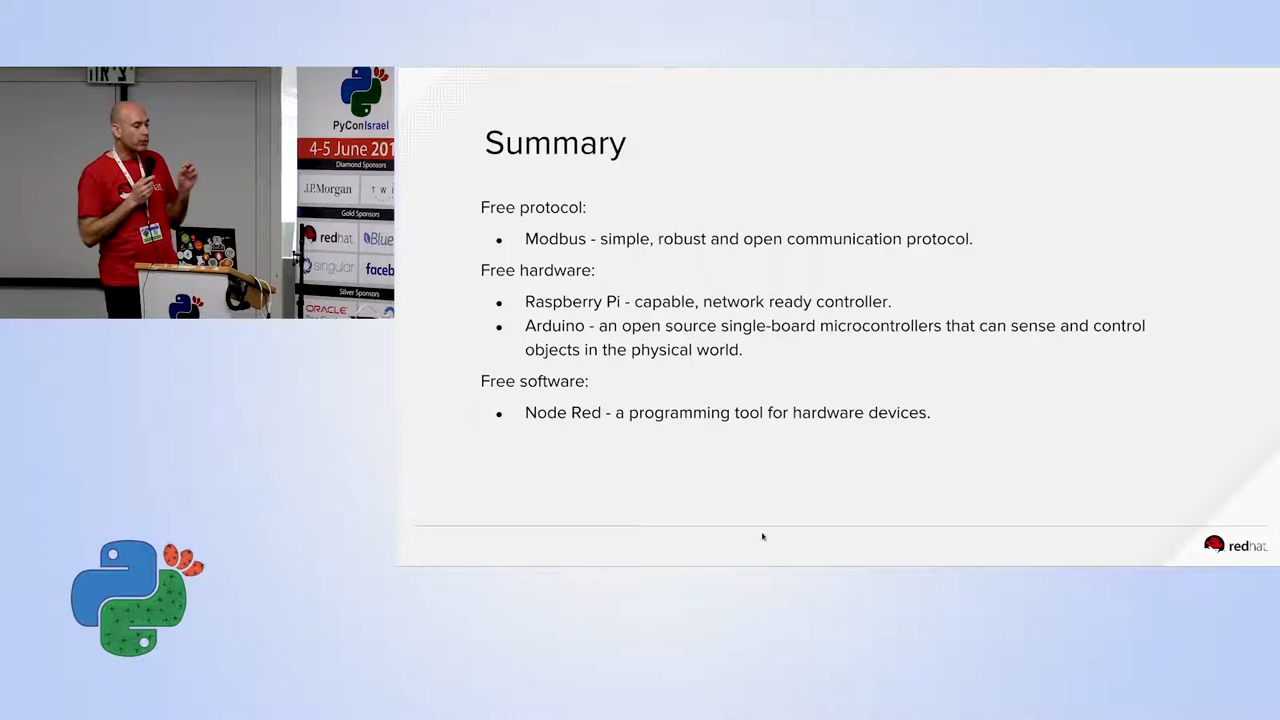 PyConIsrael
4-5 June 201
Diamond Sponsors
J.P.Morgan
TWI
Gold Sponsors
redhat.
Blue
singular
faceb
Silver Sponsors
ORACLE
Summary
Free protocol:
• Modbus - simple, robust and open communication protocol.
Free hardware:
• Raspberry Pi - capable, network ready controller.
• Arduino - an open source single-board microcontrollers that can sense and control
objects in the physical world.
Free software:
• Node Red - a programming tool for hardware devices.
redhat.